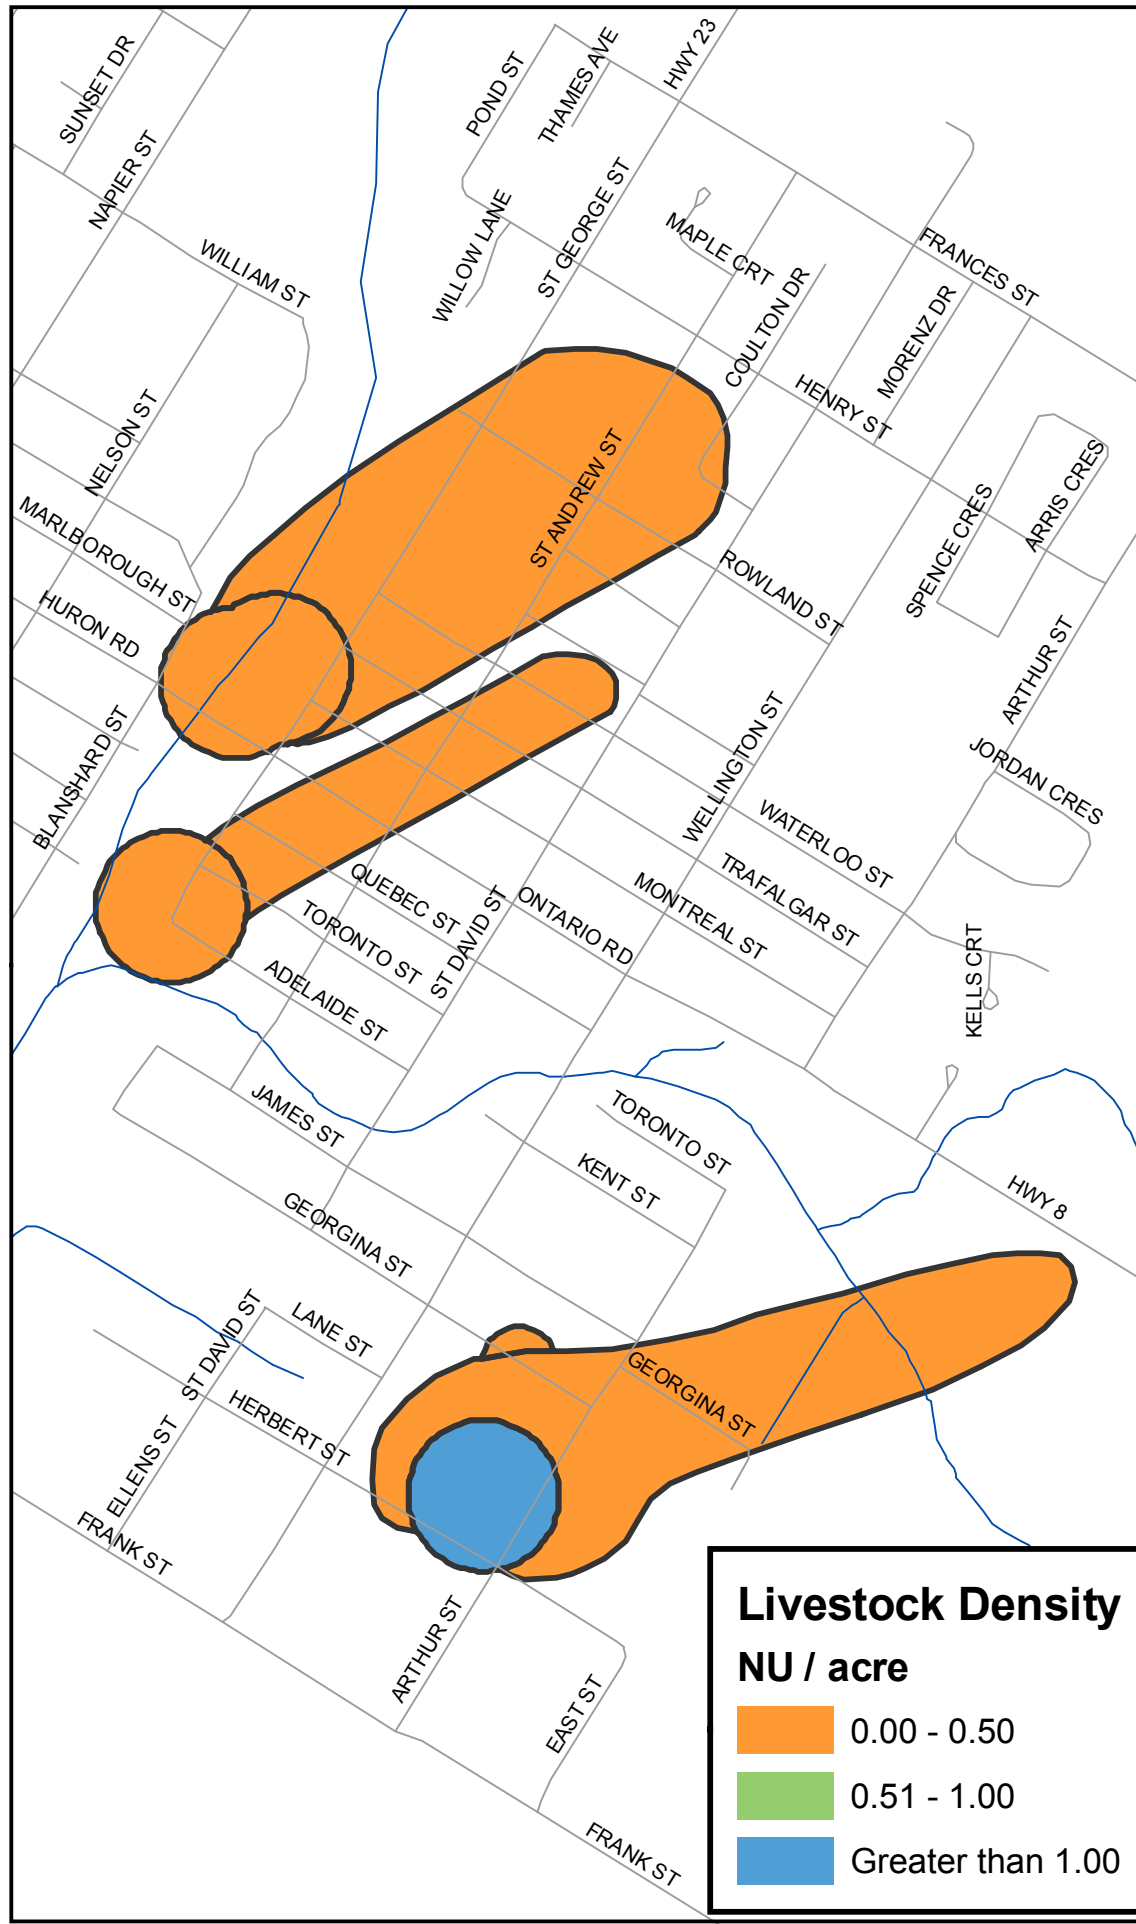 HWY 23
SUNSET DR
POND ST
THAMES AVE
NAPIER ST
ST GEORGE ST
WILLOW LANE
MAPLE CRT
WILLIAM ST
FRANCES ST
COULTON DR
MORENZ DR
HENRY ST
NELSON ST
ST ANDREW ST
ARRIS CRES
SPENCE CRES
MARLBOROUGH ST
ROWLAND ST
HURON RD
ARTHUR ST
WELLINGTON ST
BLANSHARD ST
JORDAN CRES
WATERLOO ST
TRAFALGAR ST
MONTREAL ST
QUEBEC ST
ST DAVID ST
ONTARIO RD
TORONTO ST
KELLS CRT
ADELAIDE ST
JAMES ST
TORONTO ST
KENT ST
HWY 8
GEORGINA ST
LANE ST
ST DAVID ST
GEORGINA ST
HERBERT ST
ELLENS ST
FRANK ST
ARTHUR ST
EAST ST
FRANK ST
Livestock Density
NU / acre
0.00 - 0.50
0.51 - 1.00
Greater than 1.00